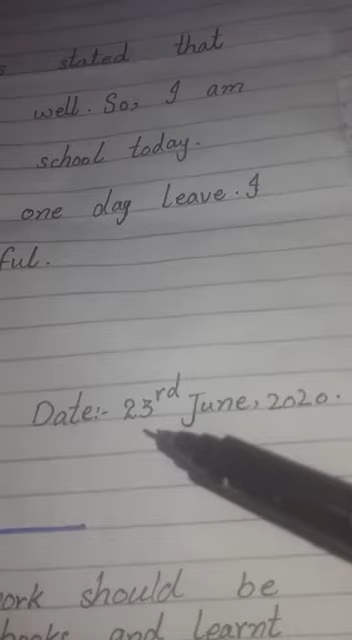 stated that
well. So, I am
school today.
one day leave. I
ful.
Date:- 23rd June, 2020.
ork should be
books and learnt